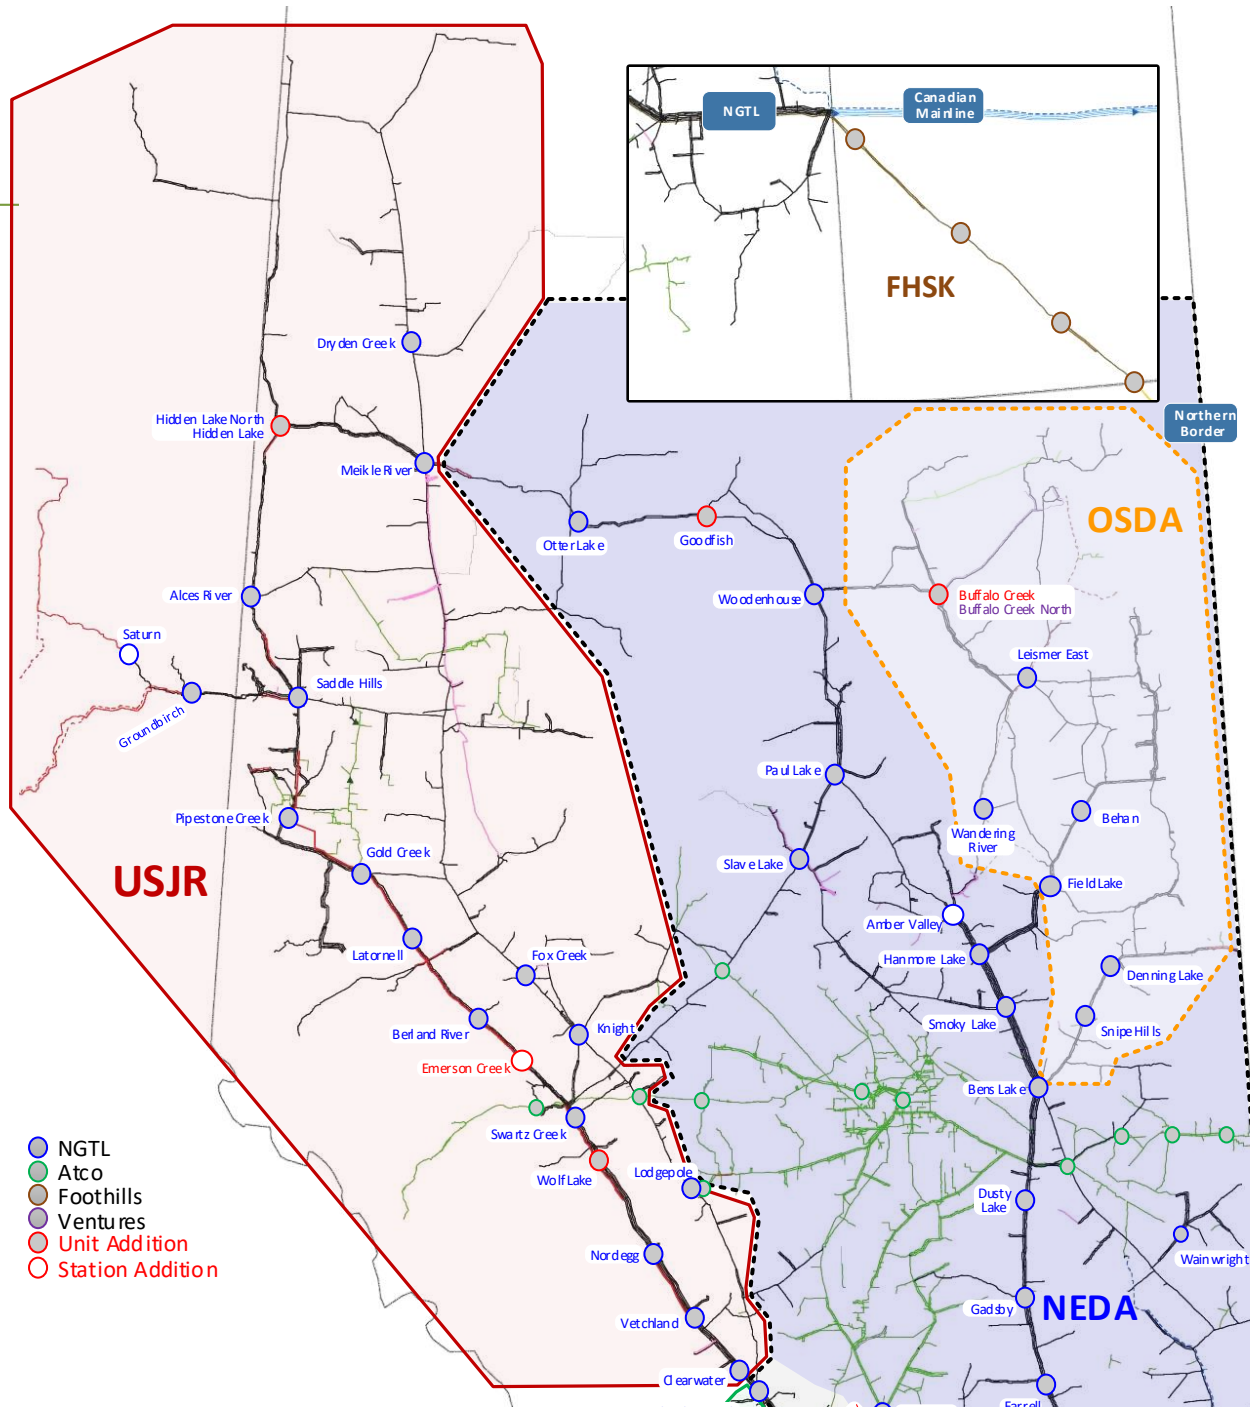 NGTL
Canadian
Mainline
FHSK
Northern
Border
Dryden Creek
Hidden Lake North
Hidden Lake
Meikle River
Otter Lake
Goodfish
OSDA
Alces River
Woodenhouse
Buffalo Creek
Buffalo Creek North
Saturn
Leismer East
Saddle Hills
Groundbirch
Paul Lake
Pipestone Creek
Wandering
River
Behan
Gold Creek
Slave Lake
USJR
Field Lake
Amber Valley
Latornell
Fox Creek
Hanmore Lake
Denning Lake
Berland River
Knight
Smoky Lake
Snipe Hills
Emerson Creek
Bens Lake
Swartz Creek
Wolf Lake
Lodgepole
Dusty
Lake
Nordegg
Wainwright
Vetchland
Gadsby
NEDA
Clearwater
Farrell
NGTL
Atco
Foothills
Ventures
Unit Addition
Station Addition